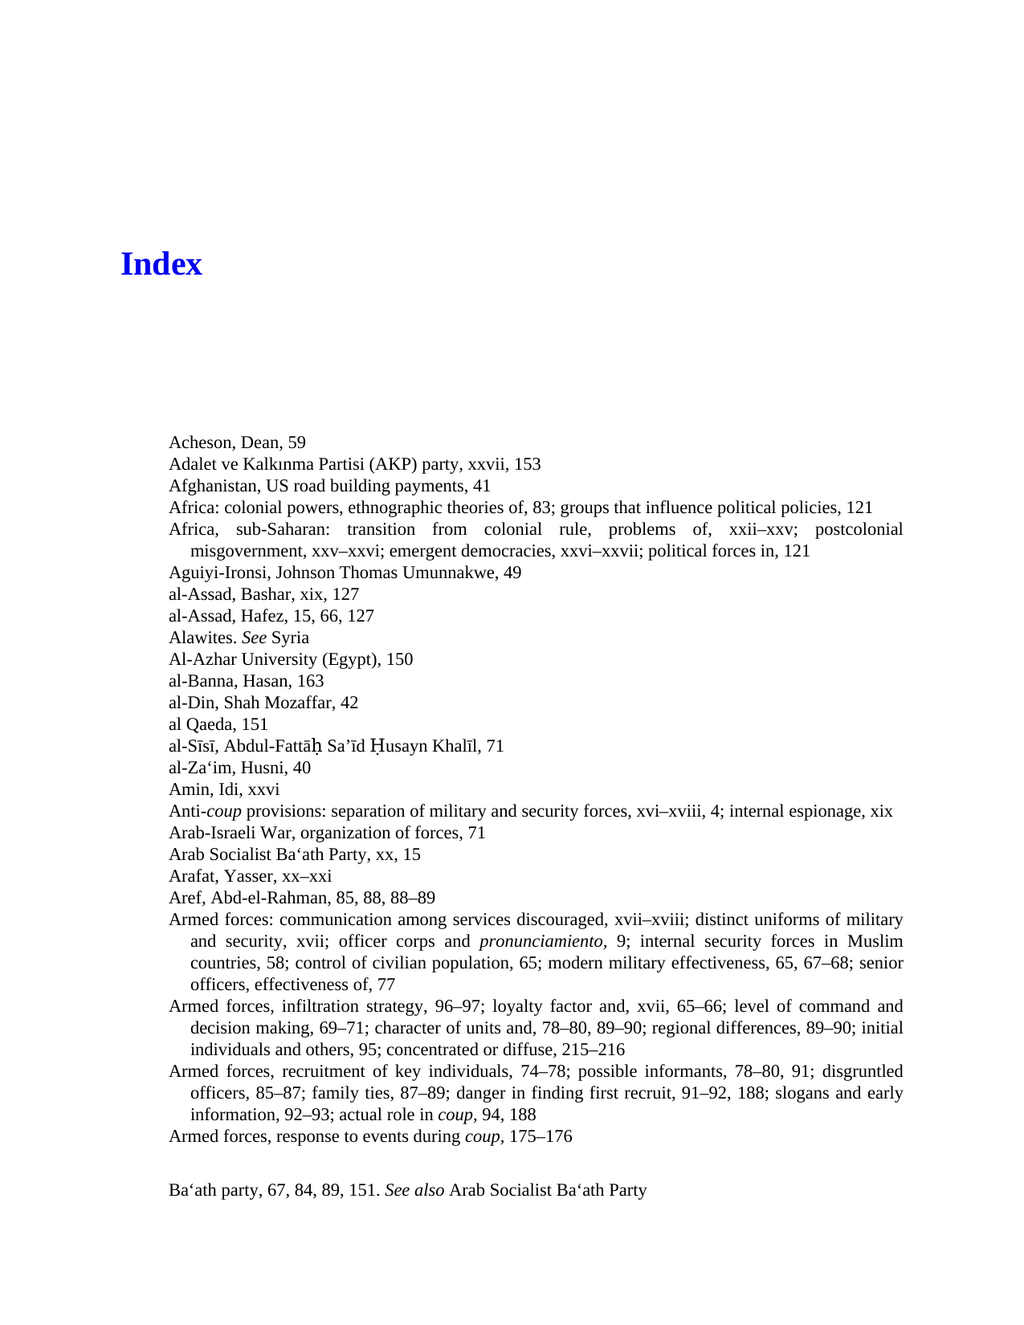 Index
Acheson, Dean, 59
Adalet ve Kalkınma Partisi (AKP) party, xxvii, 153
Afghanistan, US road building payments, 41
Africa: colonial powers, ethnographic theories of, 83; groups that influence political policies, 121
Africa, sub-Saharan: transition from colonial rule, problems of, xxii–xxv; postcolonial
misgovernment, xxv–xxvi; emergent democracies, xxvi–xxvii; political forces in, 121
Aguiyi-Ironsi, Johnson Thomas Umunnakwe, 49
al-Assad, Bashar, xix, 127
al-Assad, Hafez, 15, 66, 127
Alawites. See Syria
Al-Azhar University (Egypt), 150
al-Banna, Hasan, 163
al-Din, Shah Mozaffar, 42
al Qaeda, 151
al-Sīsī, Abdul-Fattāḥ Sa’īd Ḥusayn Khalīl, 71
al-Za‘im, Husni, 40
Amin, Idi, xxvi
Anti-coup provisions: separation of military and security forces, xvi–xviii, 4; internal espionage, xix
Arab-Israeli War, organization of forces, 71
Arab Socialist Ba‘ath Party, xx, 15
Arafat, Yasser, xx–xxi
Aref, Abd-el-Rahman, 85, 88, 88–89
Armed forces: communication among services discouraged, xvii–xviii; distinct uniforms of military
and security, xvii; officer corps and pronunciamiento, 9; internal security forces in Muslim
countries, 58; control of civilian population, 65; modern military effectiveness, 65, 67–68; senior
officers, effectiveness of, 77
Armed forces, infiltration strategy, 96–97; loyalty factor and, xvii, 65–66; level of command and
decision making, 69–71; character of units and, 78–80, 89–90; regional differences, 89–90; initial
individuals and others, 95; concentrated or diffuse, 215–216
Armed forces, recruitment of key individuals, 74–78; possible informants, 78–80, 91; disgruntled
officers, 85–87; family ties, 87–89; danger in finding first recruit, 91–92, 188; slogans and early
information, 92–93; actual role in coup, 94, 188
Armed forces, response to events during coup, 175–176
Ba‘ath party, 67, 84, 89, 151. See also Arab Socialist Ba‘ath Party